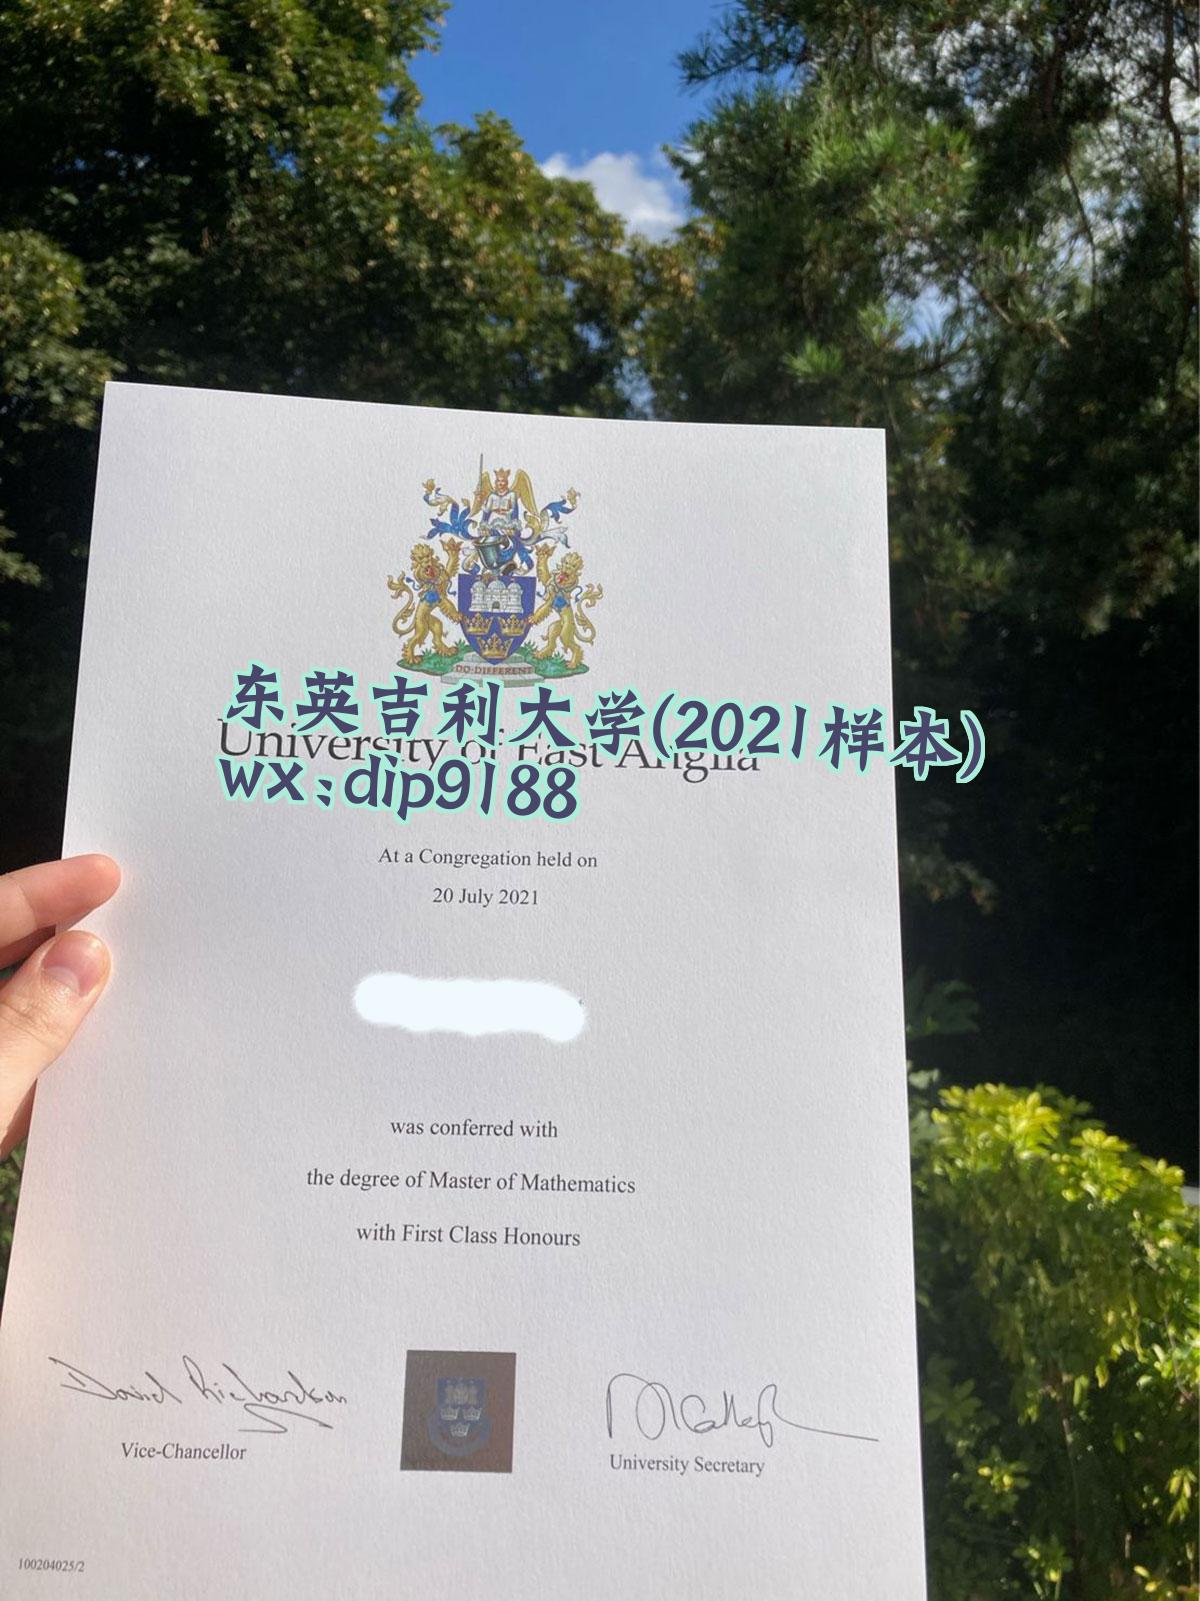 DO DIFFERENT
东英吉利大学(2021样本)
University of East Anglia
wx:dip9188
At a Congregation held on
20 July 2021
was conferred with
the degree of Master of Mathematics
with First Class Honours
David Richardson
Vice-Chancellor
University Secretary
100204025/2